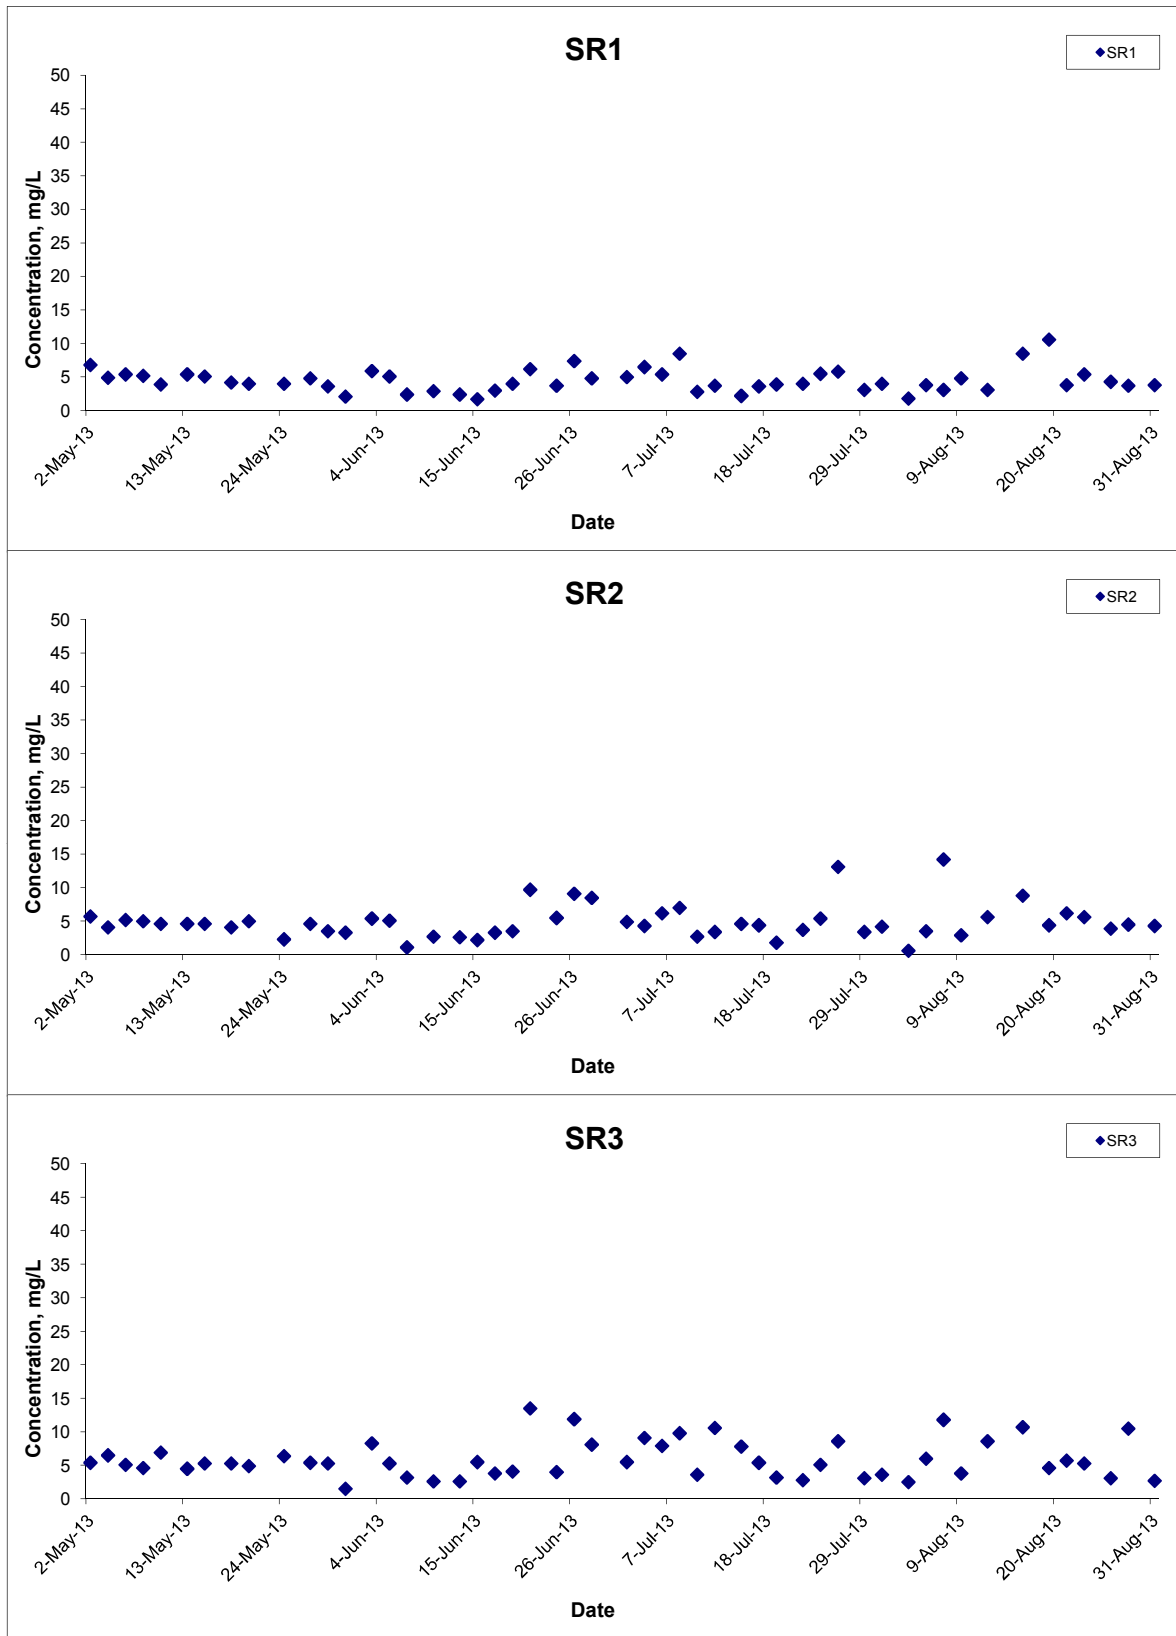 SR1
SR1
50
45
40
35
30
25
20
15
10
5
0
Concentration, mg/L
2-May-13
13-May-13
24-May-13
4-Jun-13
15-Jun-13
26-Jun-13
7-Jul-13
18-Jul-13
29-Jul-13
9-Aug-13
20-Aug-13
31-Aug-13
Date
SR2
SR2
50
45
40
35
30
25
20
15
10
5
0
Concentration, mg/L
2-May-13
13-May-13
24-May-13
4-Jun-13
15-Jun-13
26-Jun-13
7-Jul-13
18-Jul-13
29-Jul-13
9-Aug-13
20-Aug-13
31-Aug-13
Date
SR3
SR3
50
45
40
35
30
25
20
15
10
5
0
Concentration, mg/L
2-May-13
13-May-13
24-May-13
4-Jun-13
15-Jun-13
26-Jun-13
7-Jul-13
18-Jul-13
29-Jul-13
9-Aug-13
20-Aug-13
31-Aug-13
Date